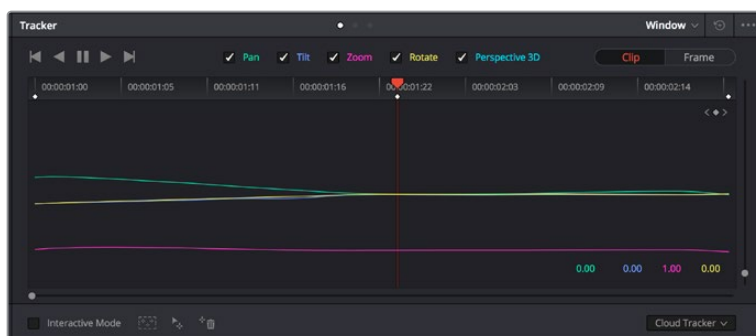 Tracker
Window
Pan
Tilt
Zoom
Rotate
Perspective 3D
Clip
Frame
00:00:01:00
00:00:01:05
00:00:01:11
00:00:01:16
00:00:01:22
00:00:02:03
00:00:02:09
00:00:02:14
0.00
0.00
1.00
0.00
Interactive Mode
Cloud Tracker